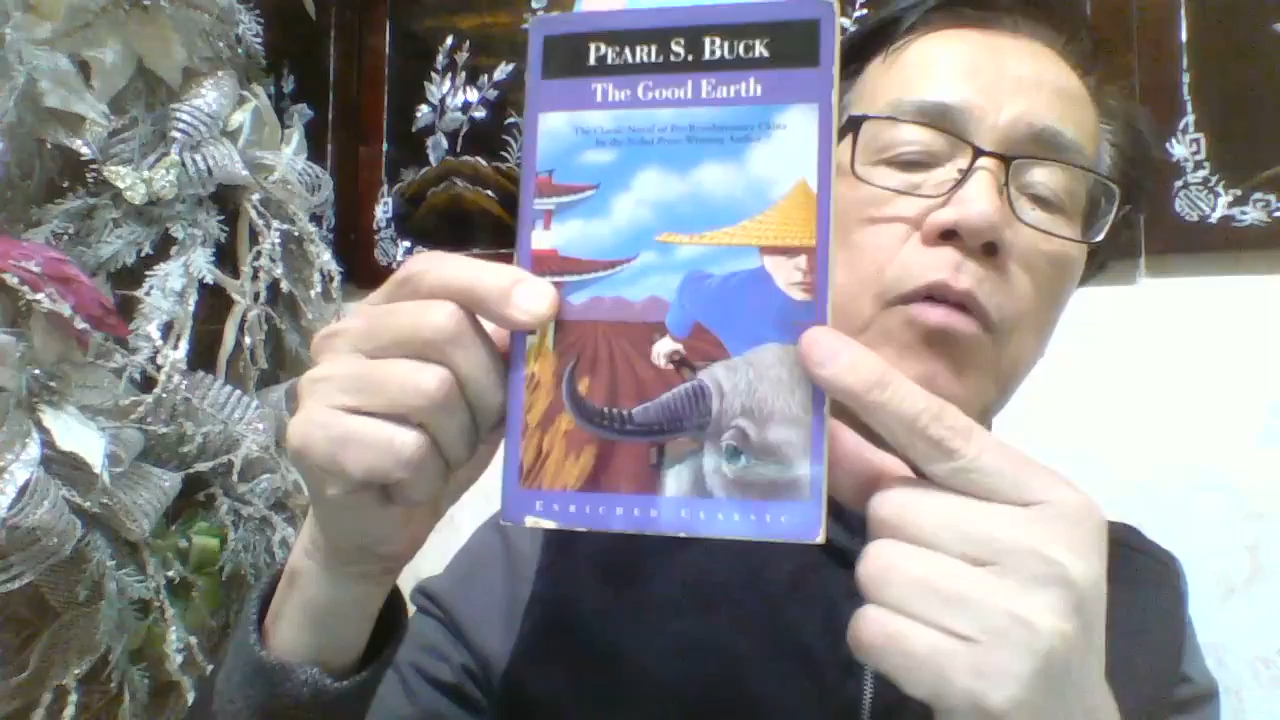 PEARL S. BUCK
The Good Earth
The Classic Novel of Pre-Revolutionary China
by the Nobel Prize-Winning Author
ENRICHED CLASSIC